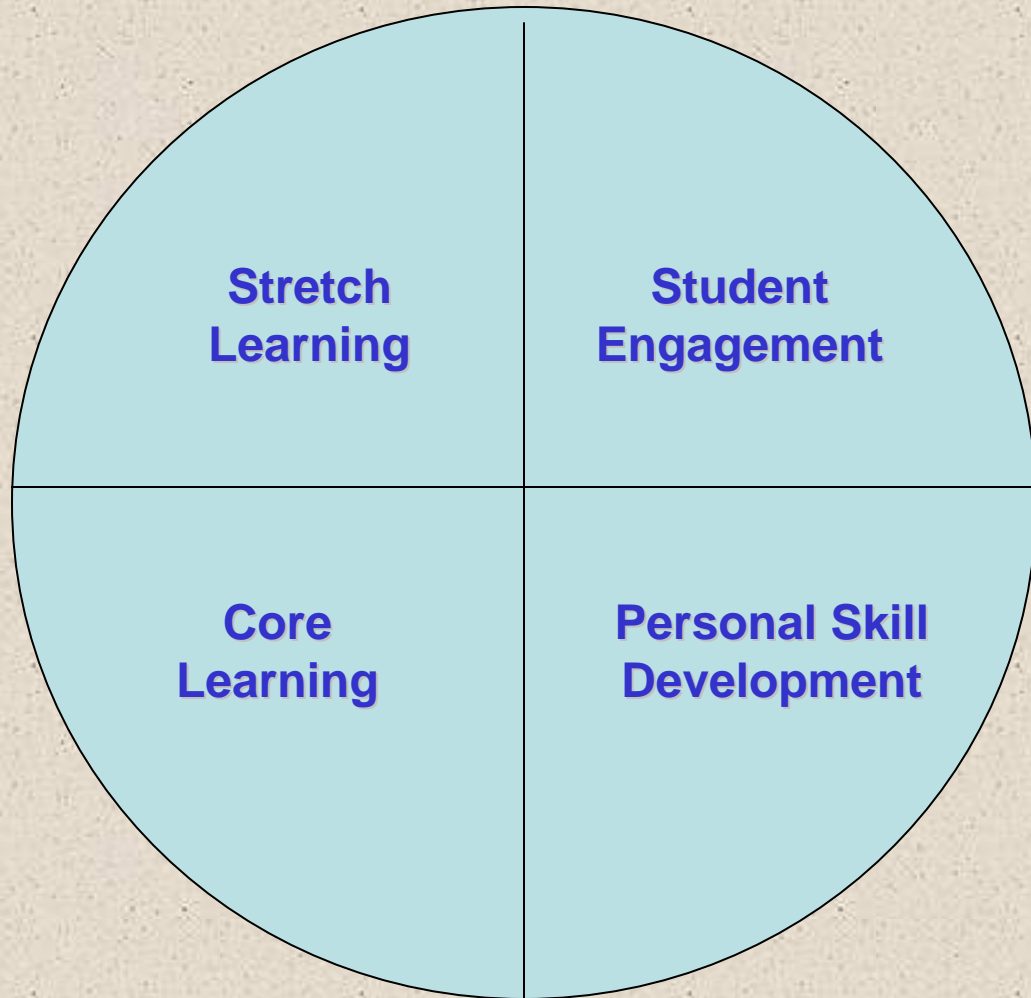 Stretch
Learning
Student
Engagement
Core
Learning
Personal Skill
Development